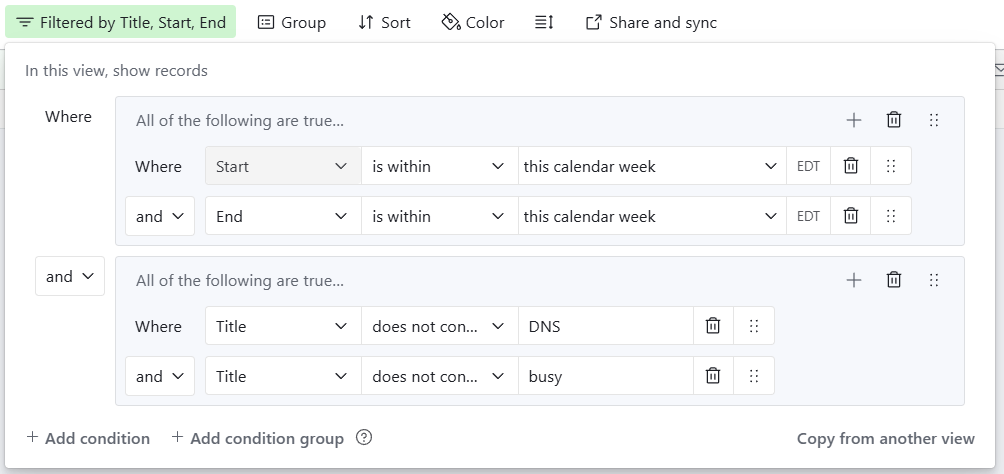 Filtered by Title, Start, End Group Sort Color Share and sync
In this view, show records
Where All of the following are true...
Where Start is within this calendar week EDT
and End is within this calendar week EDT
and All of the following are true...
Where Title does not con... DNS
and Title does not con... busy
+ Add condition + Add condition group ? Copy from another view